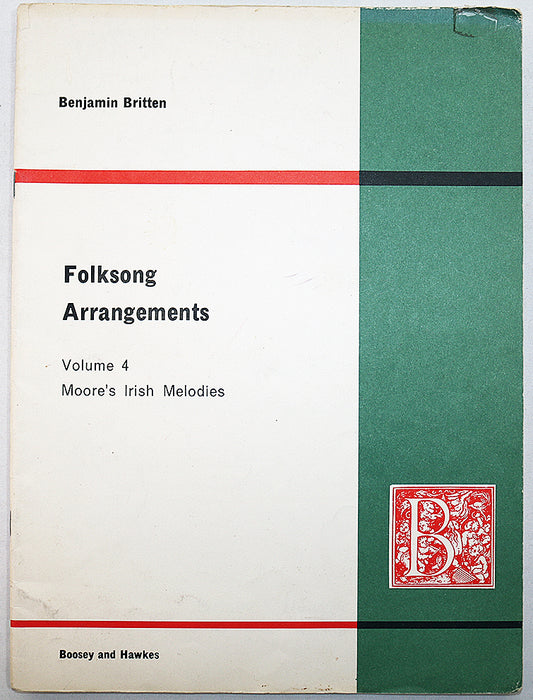 Benjamin Britten
Folksong
Arrangements
Volume 4
Moore's Irish Melodies
B
Boosey and Hawkes